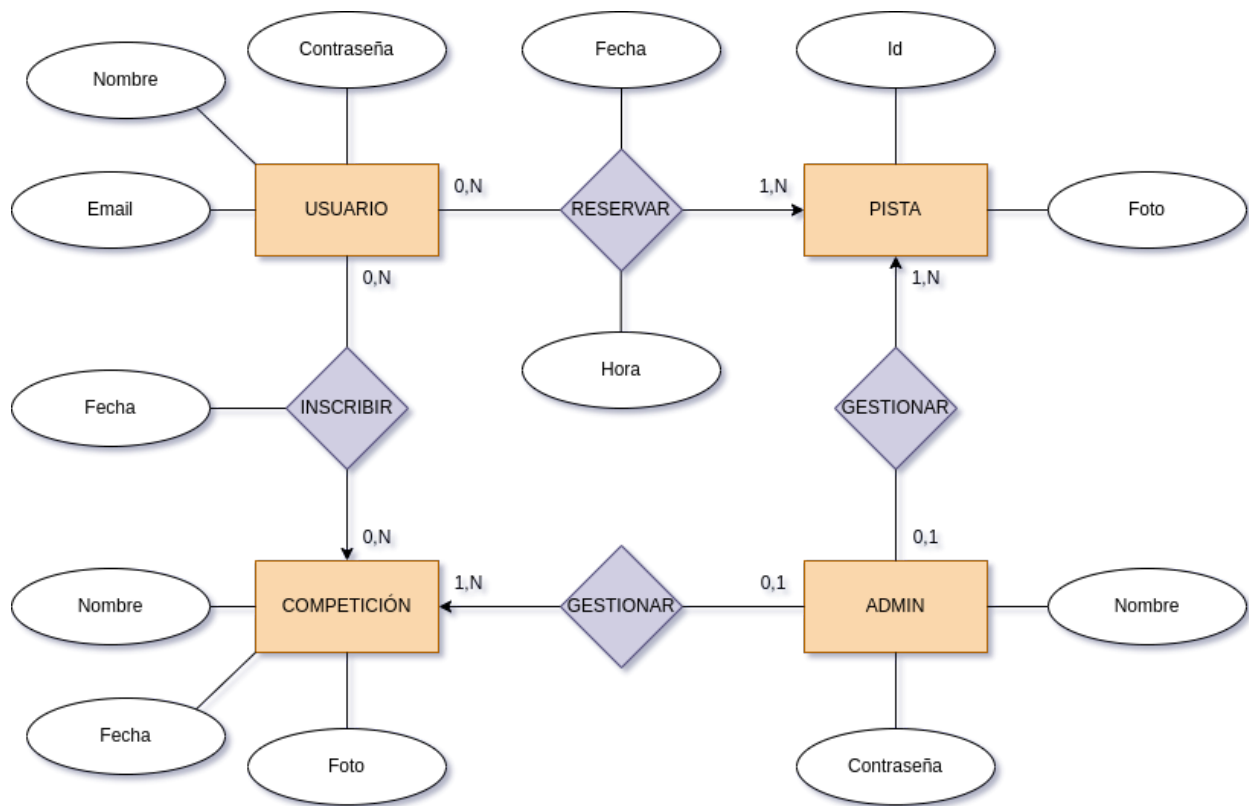 Contraseña
Fecha
Id
Nombre
Email
USUARIO
0,N
RESERVAR
1,N
PISTA
Foto
0,N
1,N
Hora
Fecha
INSCRIBIR
GESTIONAR
0,N
0,1
Nombre
COMPETICIÓN
1,N
GESTIONAR
0,1
ADMIN
Nombre
Fecha
Foto
Contraseña